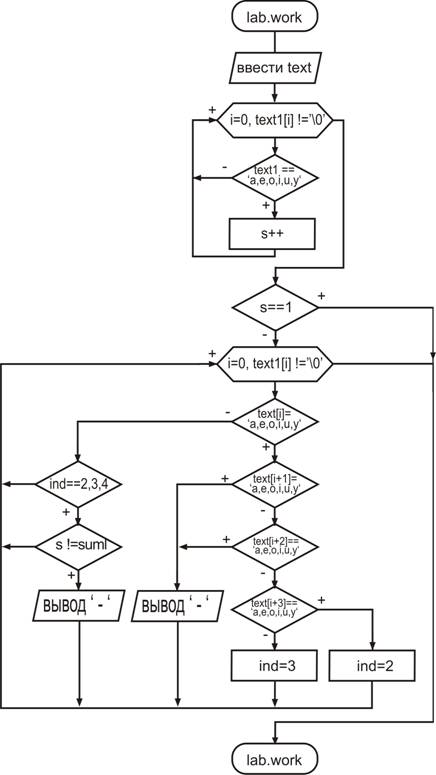 lab.work
ввести text
+
i=0, text1[i] !='\0'
-
text1 ==
'a,e,o,i,u,y'
+
s++
s==1
+
-
+
i=0, text1[i] !='\0'
-
text[i]=
'a,e,o,i,u,y'
+
ind==2,3,4
+
text[i+1]=
'a,e,o,i,u,y'
+
-
s !=suml
+
+
text[i+2]==
'a,e,o,i,u,y'
-
ВЫВОД ' - '
ВЫВОД ' - '
text[i+3]==
'a,e,o,i,u,y'
+
-
ind=3
ind=2
lab.work